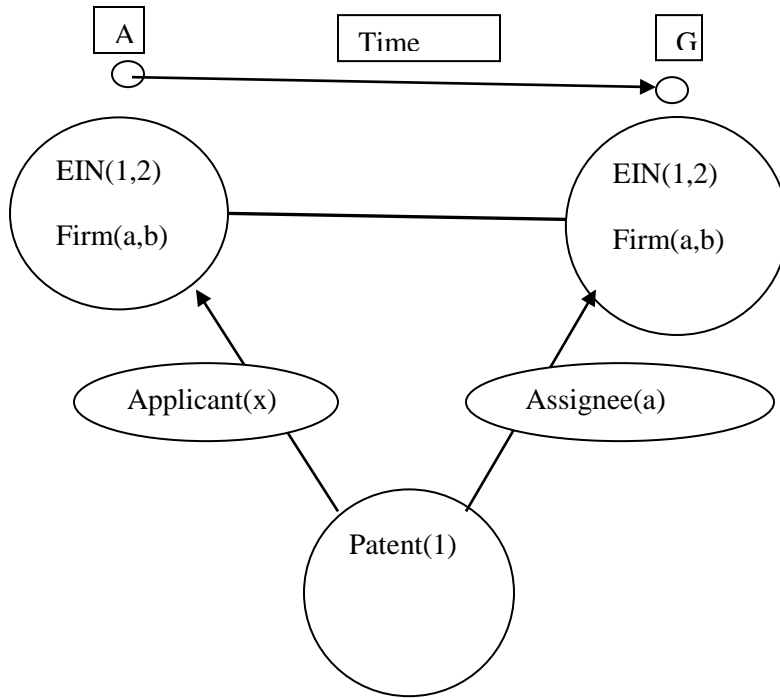 A
Time
G
EIN(1,2)
Firm(a,b)
EIN(1,2)
Firm(a,b)
Applicant(x)
Assignee(a)
Patent(1)